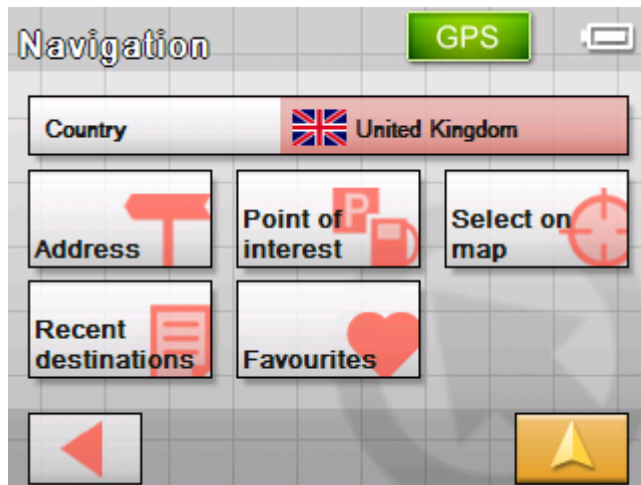 Navigation
GPS
Country
United Kingdom
Address
Point of
interest
Select on
map
Recent
destinations
Favourites